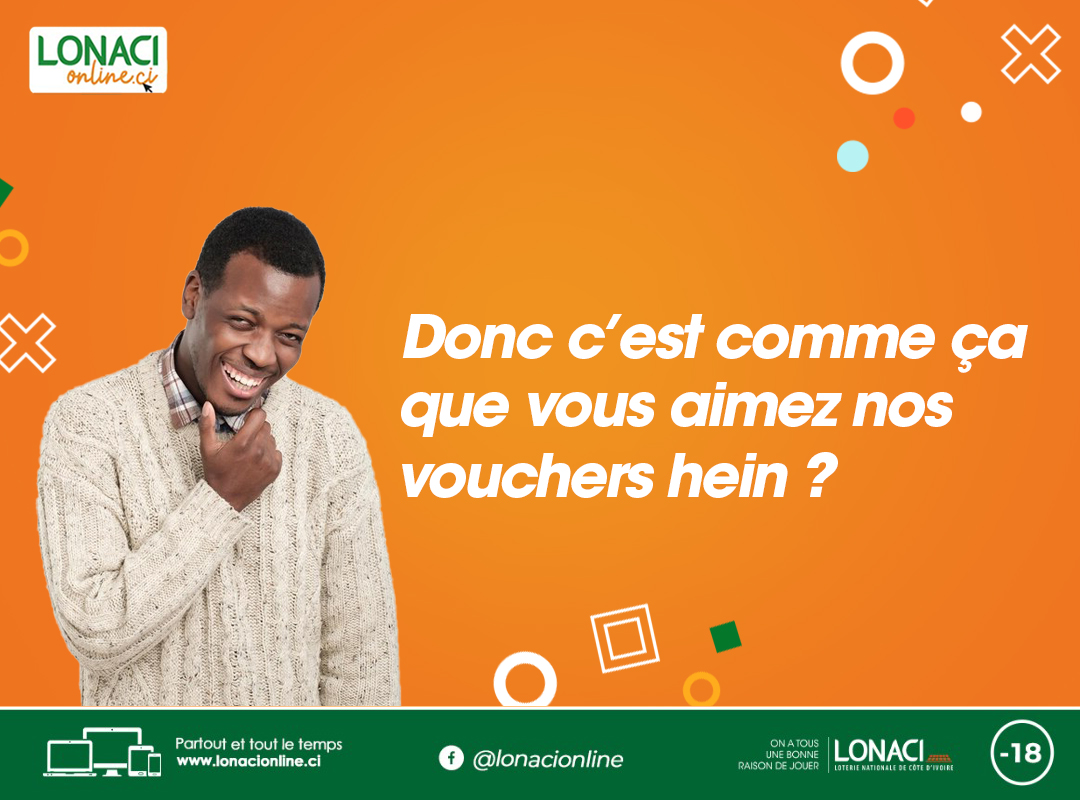 LONACI
online.ci
Donc c'est comme ça
que vous aimez nos
vouchers hein ?
Partout et tout le temps
www.lonacionline.ci
@lonacionline
ON A TOUS
UNE BONNE
RAISON DE JOUER
LONACI
LOTERIE NATIONALE DE CÔTE D'IVOIRE
-18